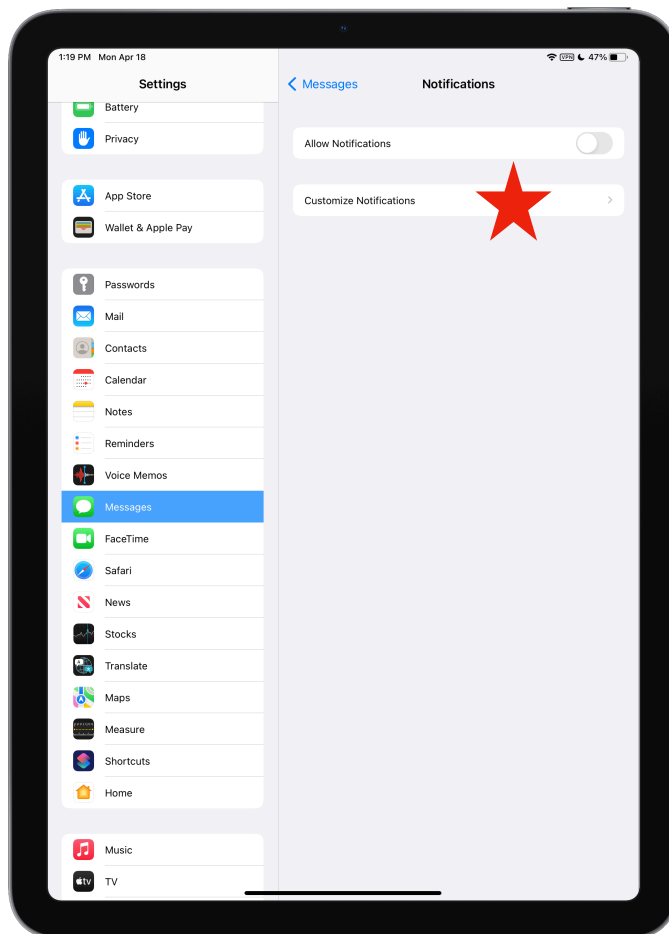 1:19 PM Mon Apr 18
VPN 47%
Settings
Messages Notifications
Battery
Privacy
Allow Notifications
App Store
Customize Notifications
Wallet & Apple Pay
Passwords
Mail
Contacts
Calendar
Notes
Reminders
Voice Memos
Messages
FaceTime
Safari
News
Stocks
Translate
Maps
Measure
Shortcuts
Home
Music
tv TV